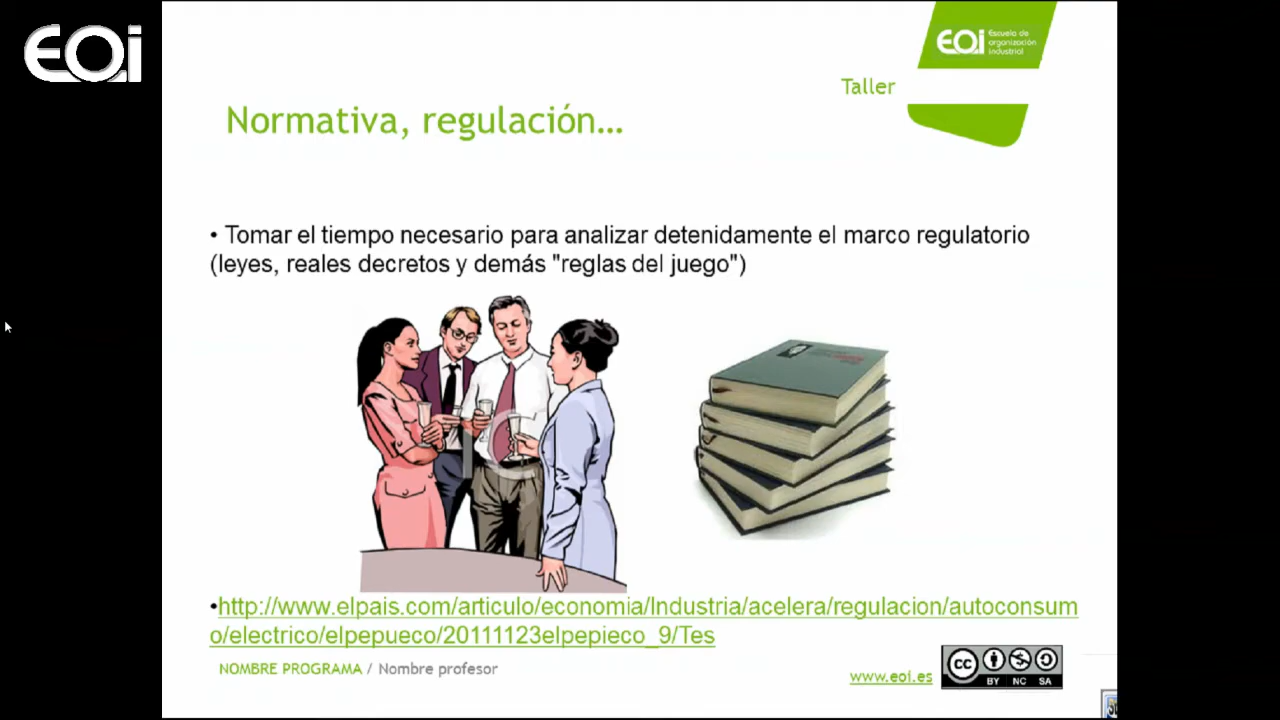 EOi
EOi Escuela de
organización
industrial
Taller
Normativa, regulación...
• Tomar el tiempo necesario para analizar detenidamente el marco regulatorio
(leyes, reales decretos y demás "reglas del juego")
•http://www.elpais.com/articulo/economia/Industria/acelera/regulacion/autoconsum
o/electrico/elpepueco/20111123elpepieco_9/Tes
NOMBRE PROGRAMA / Nombre profesor
www.eoi.es
cc
BY NC SA